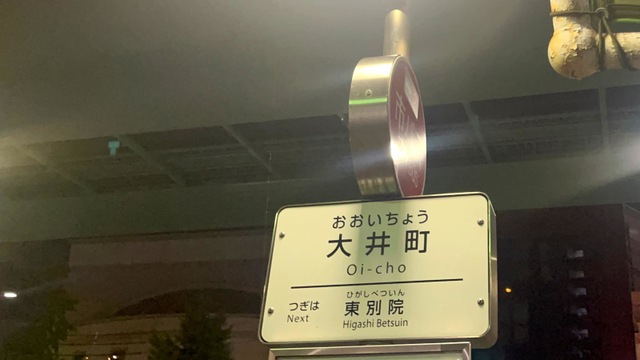 おおいちょう
大井町
Oi-cho
つぎは
Next
ひがしべついん
東別院
Higashi Betsuin